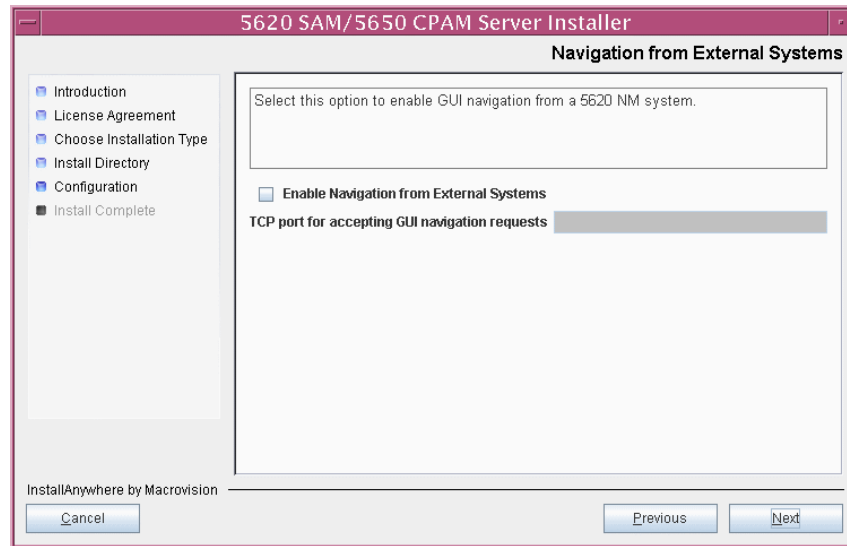 5620 SAM/5650 CPAM Server Installer
Navigation from External Systems
Introduction
License Agreement
Choose Installation Type
Install Directory
Configuration
Install Complete
Select this option to enable GUI navigation from a 5620 NM system.
Enable Navigation from External Systems
TCP port for accepting GUI navigation requests
InstallAnywhere by Macrovision
Cancel
Previous
Next